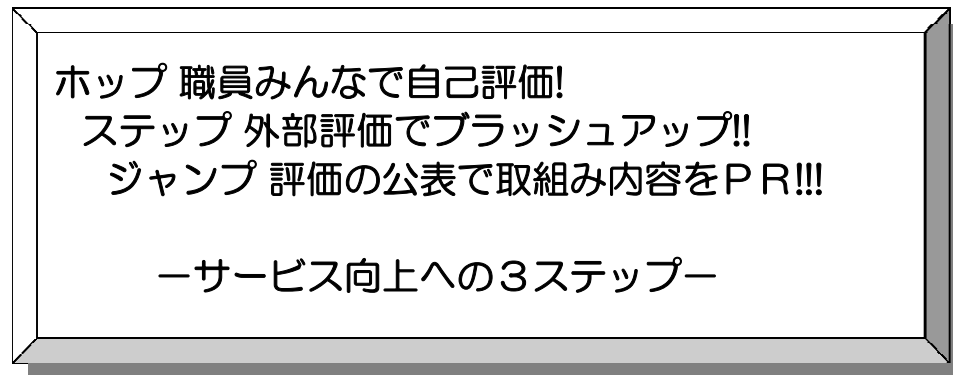 ホップ 職員みんなで自己評価!
ステップ 外部評価でブラッシュアップ!!
ジャンプ 評価の公表で取組み内容をＰＲ!!!
－サービス向上への３ステップ－